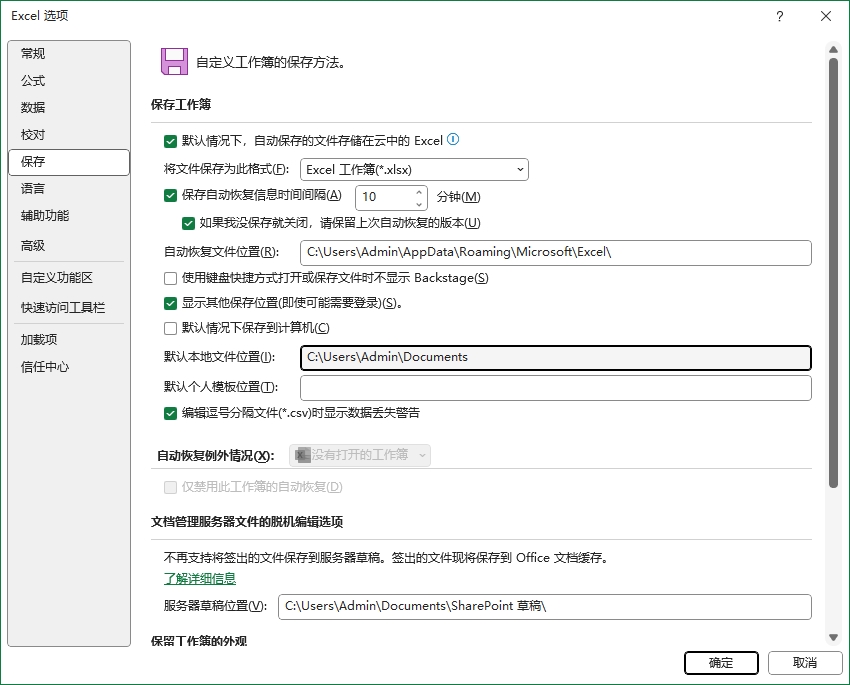 Excel 选项
?
常规
公式
数据
校对
保存
语言
辅助功能
高级
自定义功能区
快速访问工具栏
加载项
信任中心
自定义工作簿的保存方法。
保存工作簿
默认情况下，自动保存的文件存储在云中的 Excel
将文件保存为此格式(F): Excel 工作簿(*.xlsx)
保存自动恢复信息时间间隔(A) 10 分钟(M)
如果我没保存就关闭，请保留上次自动恢复的版本(U)
自动恢复文件位置(R): C:\Users\Admin\AppData\Roaming\Microsoft\Excel\
使用键盘快捷方式打开或保存文件时不显示 Backstage(S)
显示其他保存位置(即使可能需要登录)(S)。
默认情况下保存到计算机(C)
默认本地文件位置(I): C:\Users\Admin\Documents
默认个人模板位置(T):
编辑逗号分隔文件(*.csv)时显示数据丢失警告
自动恢复例外情况(X): 没有打开的工作簿
仅禁用此工作簿的自动恢复(D)
文档管理服务器文件的脱机编辑选项
不再支持将签出的文件保存到服务器草稿。签出的文件现将保存到 Office 文档缓存。
了解详细信息
服务器草稿位置(V): C:\Users\Admin\Documents\SharePoint 草稿\
保留工作簿的外观
确定
取消